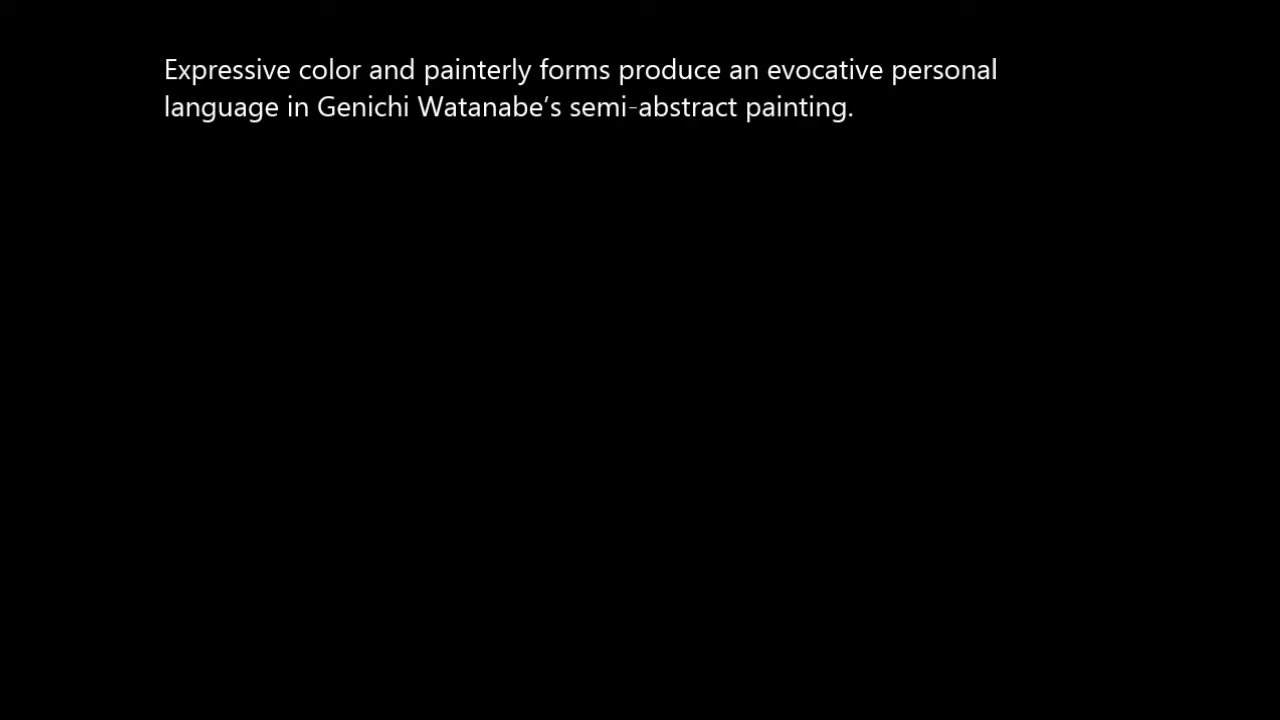 Expressive color and painterly forms produce an evocative personal
language in Genichi Watanabe’s semi-abstract painting.